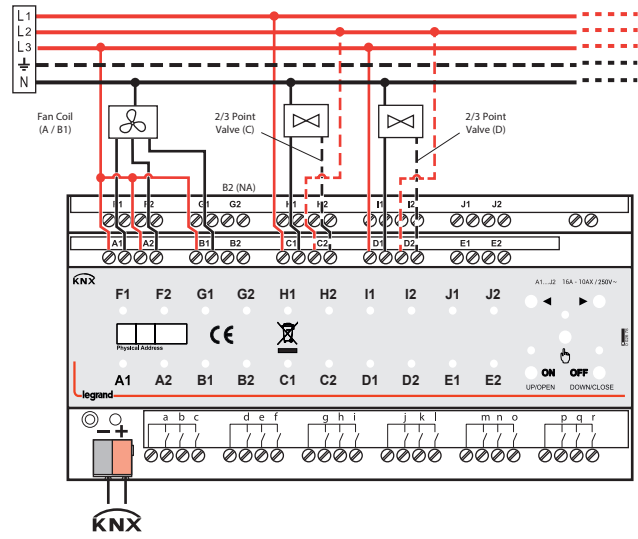 L1
L2
L3
N
Fan Coil
(A / B1)
2/3 Point
Valve (C)
2/3 Point
Valve (D)
B2 (NA)
F1 F2 G1 G2 H1 H2 I1 I2 J1 J2
A1 A2 B1 B2 C1 C2 D1 D2 E1 E2
KNX
A1....J2 16A - 10AX / 250V~
F1 F2 G1 G2 H1 H2 I1 I2 J1 J2
Physical Address
CE
A1 A2 B1 B2 C1 C2 D1 D2 E1 E2
ON OFF
UP/OPEN DOWN/CLOSE
legrand
a b c d e f g h i j k l m n o p q r
− +
KNX